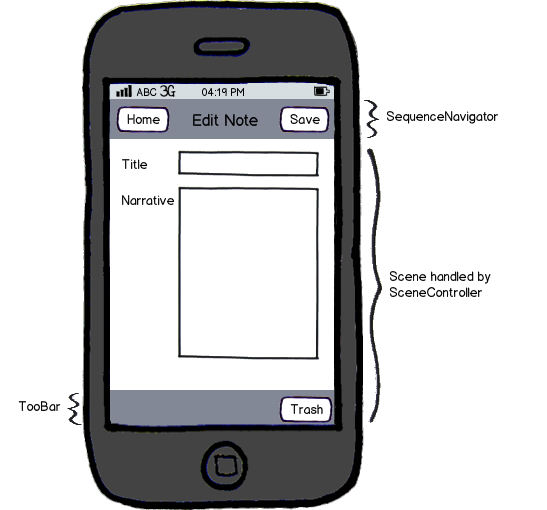 ABC 3G 04:19 PM
Home Edit Note Save
SequenceNavigator
Title
Narrative
Scene handled by
SceneController
TooBar
Trash